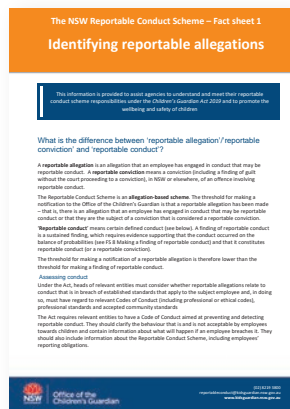 The NSW Reportable Conduct Scheme – Fact sheet 1
Identifying reportable allegations
This information is provided to assist agencies to understand and meet their reportable
conduct scheme responsibilities under the Children's Guardian Act 2019 and to promote the
wellbeing and safety of children
What is the difference between 'reportable allegation'/'reportable
conviction' and 'reportable conduct'?
A reportable allegation is an allegation that an employee has engaged in conduct that may be
reportable conduct. A reportable conviction means a conviction (including a finding of guilt
without the court proceeding to a conviction), in NSW or elsewhere, of an offence involving
reportable conduct.
The Reportable Conduct Scheme is an allegation-based scheme. The threshold for making a
notification to the Office of the Children's Guardian is that a reportable allegation has been made
– that is, there is an allegation that an employee has engaged in conduct that may be reportable
conduct or that they are the subject of a conviction that is considered a reportable conviction.
'Reportable conduct' means certain defined conduct (see below). A finding of reportable conduct
is a sustained finding, which requires evidence supporting that the conduct occurred on the
balance of probabilities (see FS 8 Making a finding of reportable conduct) and that it constitutes
reportable conduct (or a reportable conviction).
The threshold for making a notification of a reportable allegation is therefore lower than the
threshold for making a finding of reportable conduct.
Assessing conduct
Under the Act, heads of relevant entities must consider whether reportable allegations relate to
conduct that is in breach of established standards that apply to the subject employee and, in doing
so, must have regard to relevant Codes of Conduct (including professional or ethical codes),
professional standards and accepted community standards
The Act requires relevant entities to have a Code of Conduct aimed at preventing and detecting
reportable conduct. They should clarify the behaviour that is and is not acceptable by employees
towards children and contain information about what will happen if an employee breaches it. They
should also include information about the Reportable Conduct Scheme, including employees'
reporting obligations.
NSW
Office of the
Children's Guardian
(02) 8219 3800
reportableconduct@kidsguardian.nsw.gov.au
www.kidsguardian.nsw.gov.au